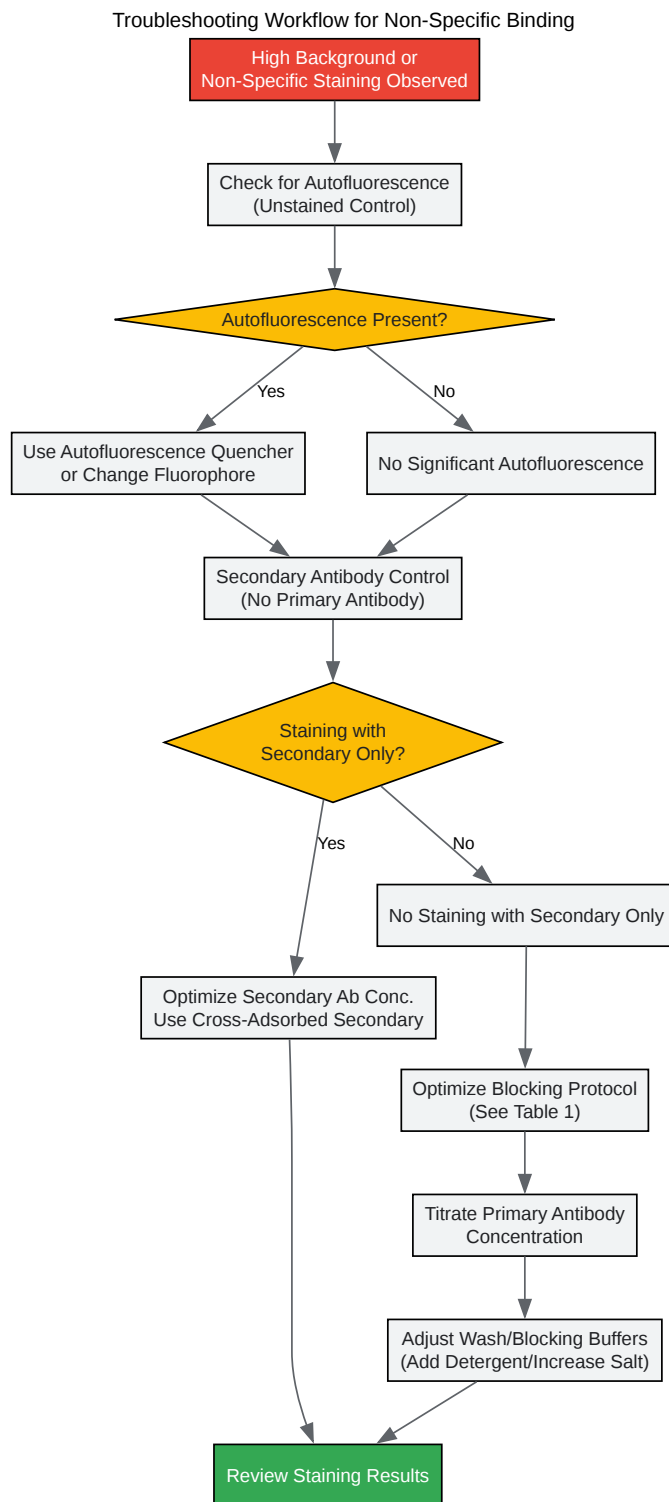 Troubleshooting Workflow for Non-Specific Binding
High Background or
Non-Specific Staining Observed
Check for Autofluorescence
(Unstained Control)
Autofluorescence Present?
Yes
No
Use Autofluorescence Quencher
or Change Fluorophore
No Significant Autofluorescence
Secondary Antibody Control
(No Primary Antibody)
Staining with
Secondary Only?
Yes
No
No Staining with Secondary Only
Optimize Secondary Ab Conc.
Use Cross-Adsorbed Secondary
Optimize Blocking Protocol
(See Table 1)
Titrate Primary Antibody
Concentration
Adjust Wash/Blocking Buffers
(Add Detergent/Increase Salt)
Review Staining Results